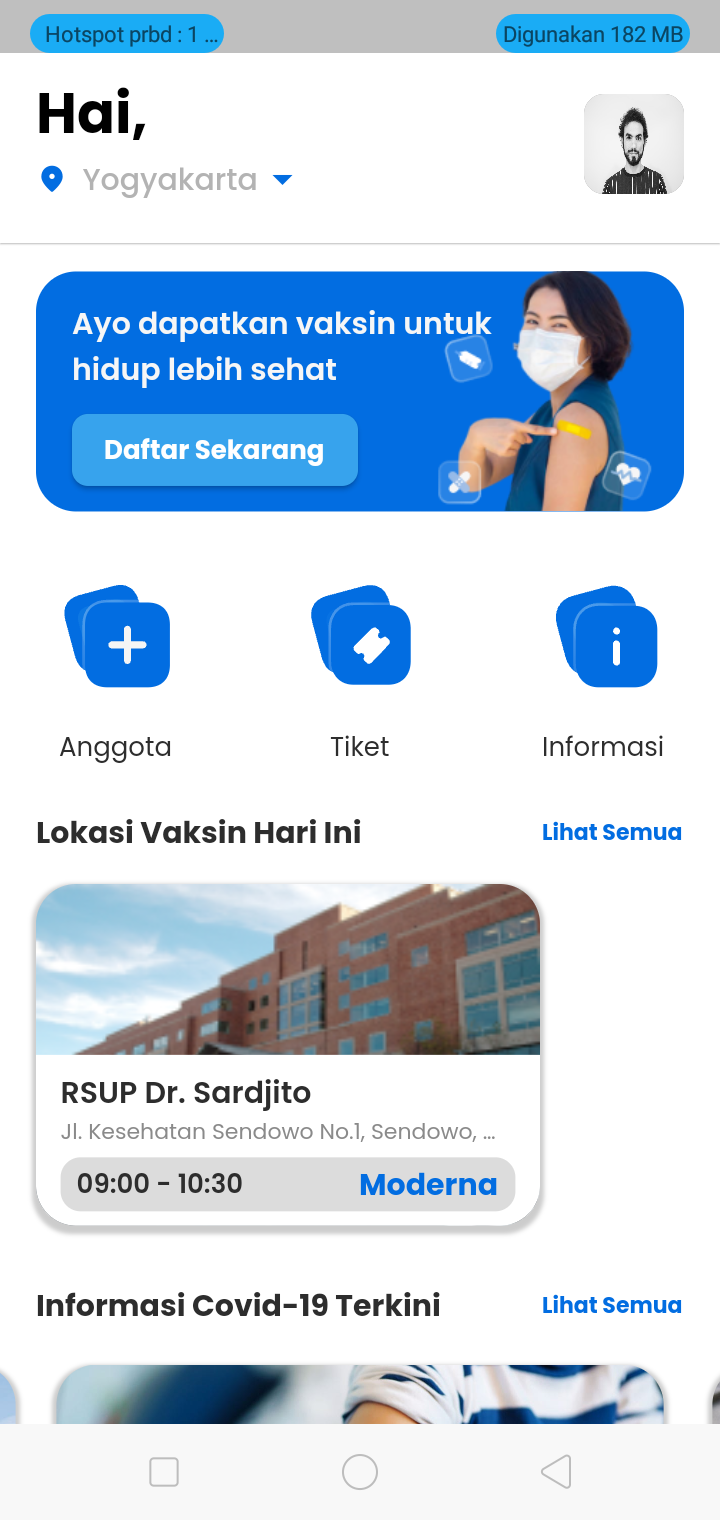 Hotspot prbd : 1 ...
Digunakan 182 MB
Hai,
Yogyakarta
Ayo dapatkan vaksin untuk
hidup lebih sehat
Daftar Sekarang
Anggota
Tiket
Informasi
Lokasi Vaksin Hari Ini
Lihat Semua
RSUP Dr. Sardjito
Jl. Kesehatan Sendowo No.1, Sendowo, ...
09:00 - 10:30
Moderna
Informasi Covid-19 Terkini
Lihat Semua